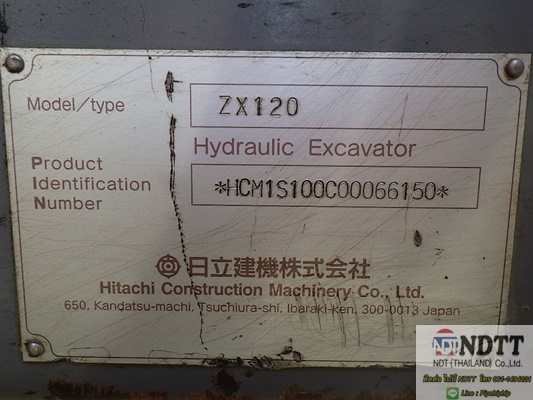 Model/type ZX120
Hydraulic Excavator
Product
Identification
Number
*HCM1S100C00066150*
日立建機株式会社
Hitachi Construction Machinery Co., Ltd.
650, Kandatsu-machi, Tsuchiura-shi, Ibaraki-ken, 300-0013 Japan
NDT NDTT
NDT (THAILAND) Co.,Ltd.